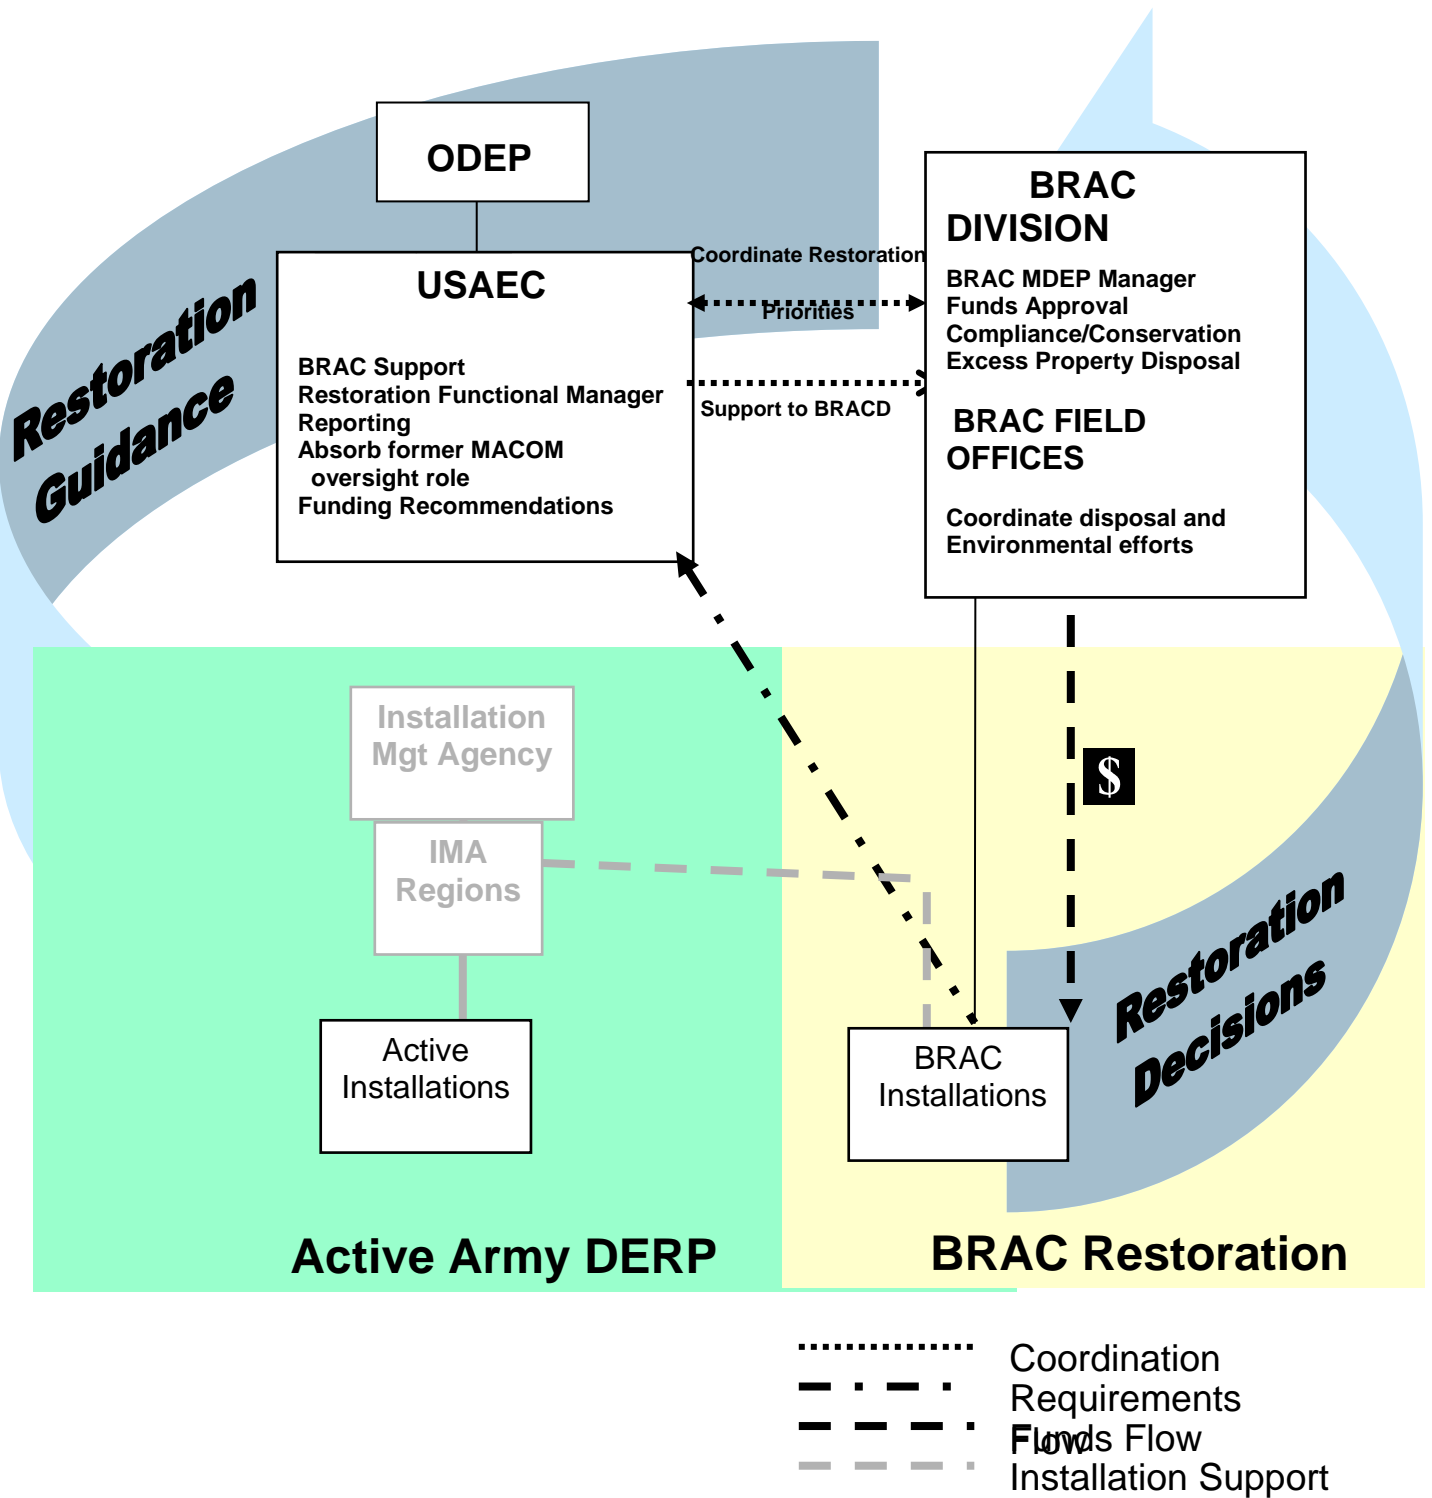 ODEP
USAEC
BRAC Support
Restoration Functional Manager
Reporting
Absorb former MACOM
oversight role
Funding Recommendations
Coordinate Restoration
Priorities
Support to BRACD
BRAC
DIVISION
BRAC MDEP Manager
Funds Approval
Compliance/Conservation
Excess Property Disposal
BRAC FIELD
OFFICES
Coordinate disposal and
Environmental efforts
Restoration
Guidance
Installation
Mgt Agency
IMA
Regions
Active
Installations
$
BRAC
Installations
Restoration
Decisions
Active Army DERP
BRAC Restoration
Coordination
Requirements
Flow
Funds Flow
Installation Support